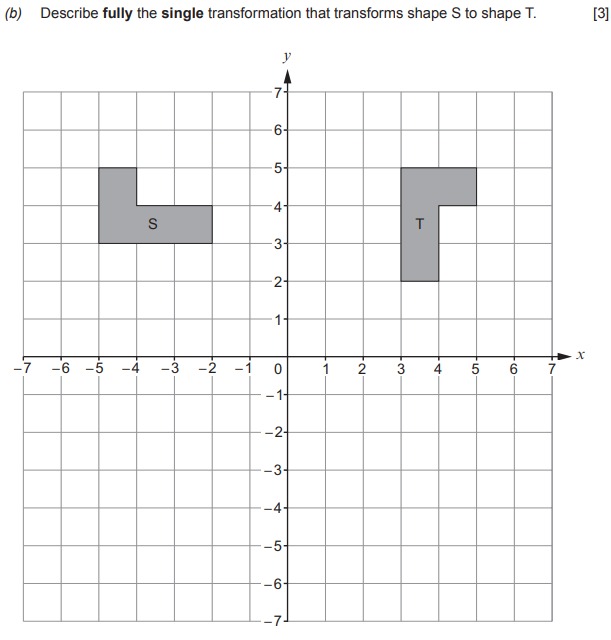 (b) Describe fully the single transformation that transforms shape S to shape T. [3]
y
7
6
5
4
3
2
1
S
T
-7 -6 -5 -4 -3 -2 -1 0 1 2 3 4 5 6 7 x
-1
-2
-3
-4
-5
-6
-7